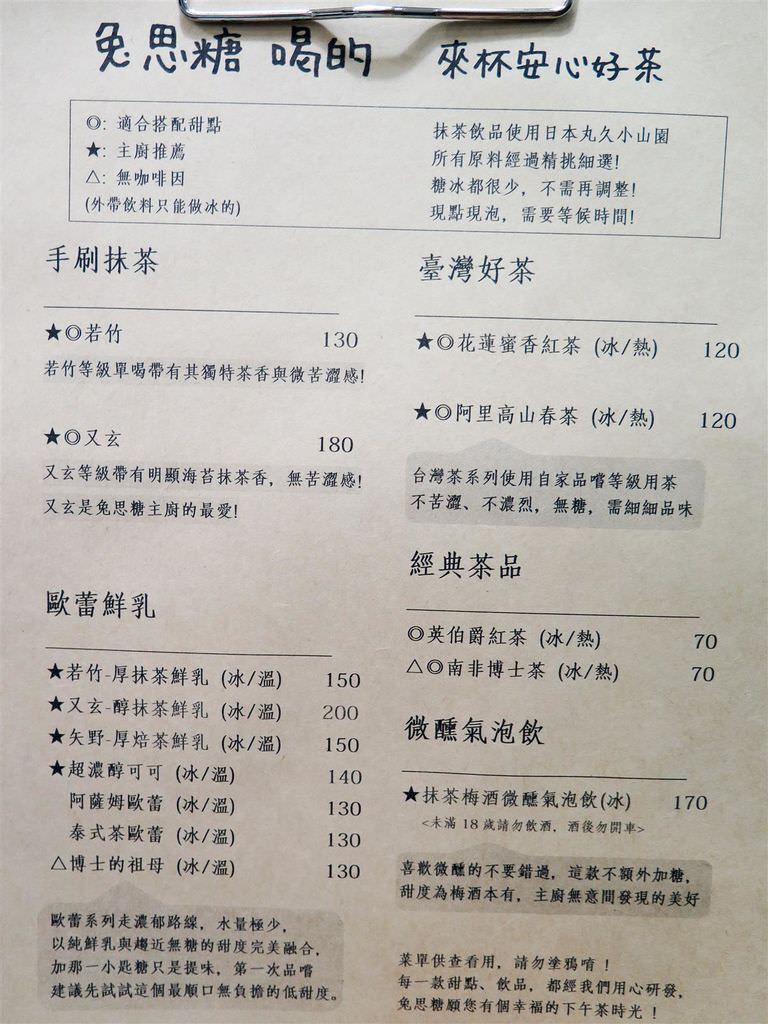 兔思糖 喝的 來杯安心好茶
◎: 適合搭配甜點
★: 主廚推薦
△: 無咖啡因
(外帶飲料只能做冰的)
抹茶飲品使用日本丸久小山園
所有原料經過精挑細選!
糖冰都很少, 不需再調整!
現點現泡, 需要等候時間!
手刷抹茶
★◎若竹 130
若竹等級單喝帶有其獨特茶香與微苦澀感!
★◎又玄 180
又玄等級帶有明顯海苔抹茶香, 無苦澀感!
又玄是兔思糖主廚的最愛!
歐蕾鮮乳
★若竹-厚抹茶鮮乳 (冰/溫) 150
★又玄-醇抹茶鮮乳 (冰/溫) 200
★矢野-厚焙茶鮮乳 (冰/溫) 150
★超濃醇可可 (冰/溫) 140
阿薩姆歐蕾 (冰/溫) 130
泰式茶歐蕾 (冰/溫) 130
△博士的祖母 (冰/溫) 130
歐蕾系列走濃郁路線, 水量極少,
以純鮮乳與趨近無糖的甜度完美融合,
加那一小匙糖只是提味, 第一次品嚐
建議先試試這個最順口無負擔的低甜度。
臺灣好茶
★◎花蓮蜜香紅茶 (冰/熱) 120
★◎阿里高山春茶 (冰/熱) 120
台灣茶系列使用自家品嚐等級用茶
不苦澀、不濃烈, 無糖, 需細細品味
經典茶品
◎英伯爵紅茶 (冰/熱) 70
△◎南非博士茶 (冰/熱) 70
微醺氣泡飲
★抹茶梅酒微醺氣泡飲(冰) 170
<未滿 18 歲請勿飲酒, 酒後勿開車>
喜歡微醺的不要錯過, 這款不額外加糖,
甜度為梅酒本有, 主廚無意間發現的美好
菜單供查看用, 請勿塗鴉唷 !
每一款甜點、飲品, 都經我們用心研發,
兔思糖願您有個幸福的下午茶時光 !